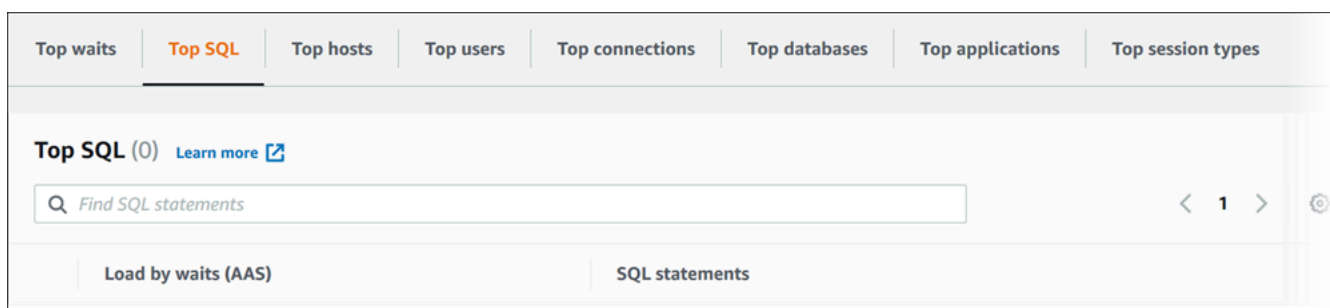 Top waits Top SQL Top hosts Top users Top connections Top databases Top applications Top session types
Top SQL (0) Learn more
Find SQL statements
1
Load by waits (AAS) SQL statements